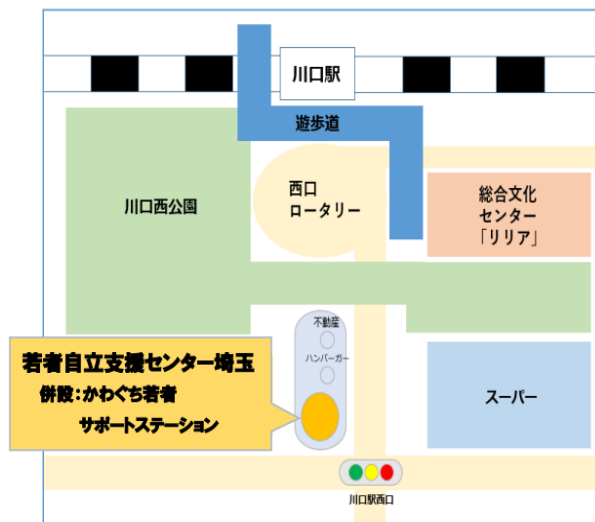 川口駅
遊歩道
西口
ロータリー
川口西公園
総合文化
センター
「リリア」
不動産
ハンバーガー
若者自立支援センター埼玉
併設：かわぐち若者
サポートステーション
スーパー
川口駅西口